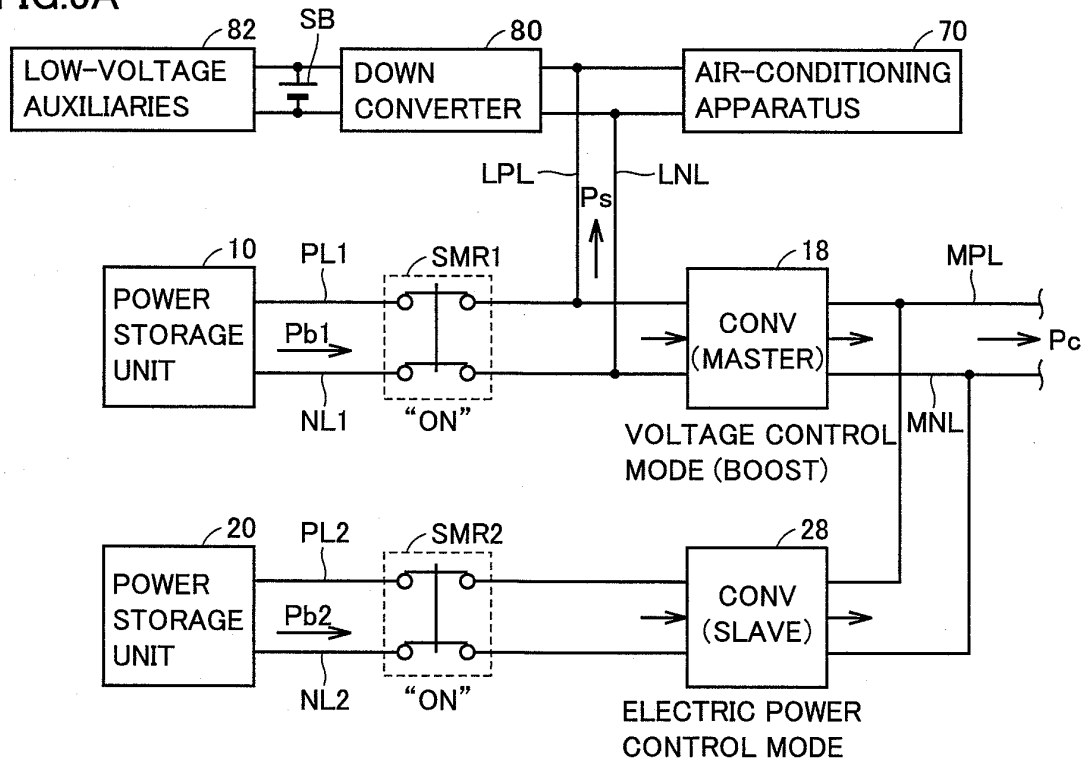 82
SB
80
70
LOW-VOLTAGE
AUXILIARIES
DOWN
CONVERTER
AIR-CONDITIONING
APPARATUS
LPL
LNL
Ps
10
PL1
SMR1
18
MPL
POWER
STORAGE
UNIT
Pb1
CONV
(MASTER)
Pc
NL1
“ON”
MNL
VOLTAGE CONTROL
MODE (BOOST)
20
PL2
SMR2
28
POWER
STORAGE
UNIT
Pb2
CONV
(SLAVE)
NL2
“ON”
ELECTRIC POWER
CONTROL MODE